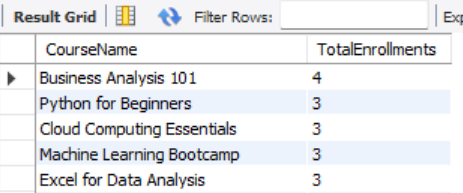 Result Grid Filter Rows:
CourseName TotalEnrollments
Business Analysis 101 4
Python for Beginners 3
Cloud Computing Essentials 3
Machine Learning Bootcamp 3
Excel for Data Analysis 3